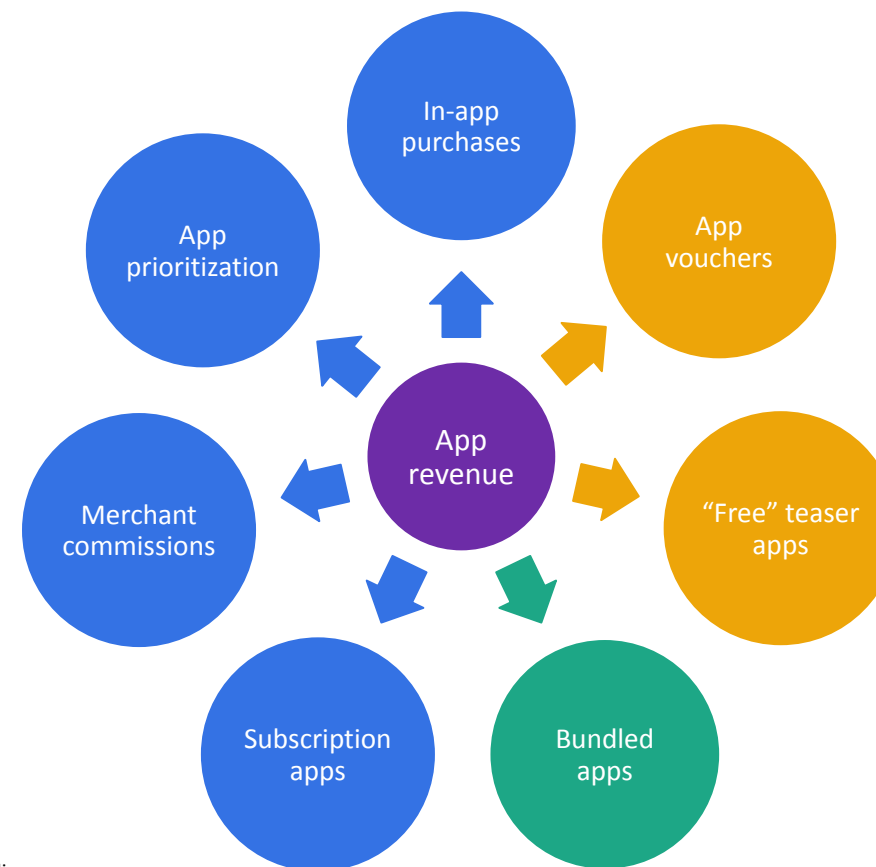 In-app
purchases
App
vouchers
App
prioritization
App
revenue
“Free” teaser
apps
Merchant
commissions
Subscription
apps
Bundled
apps